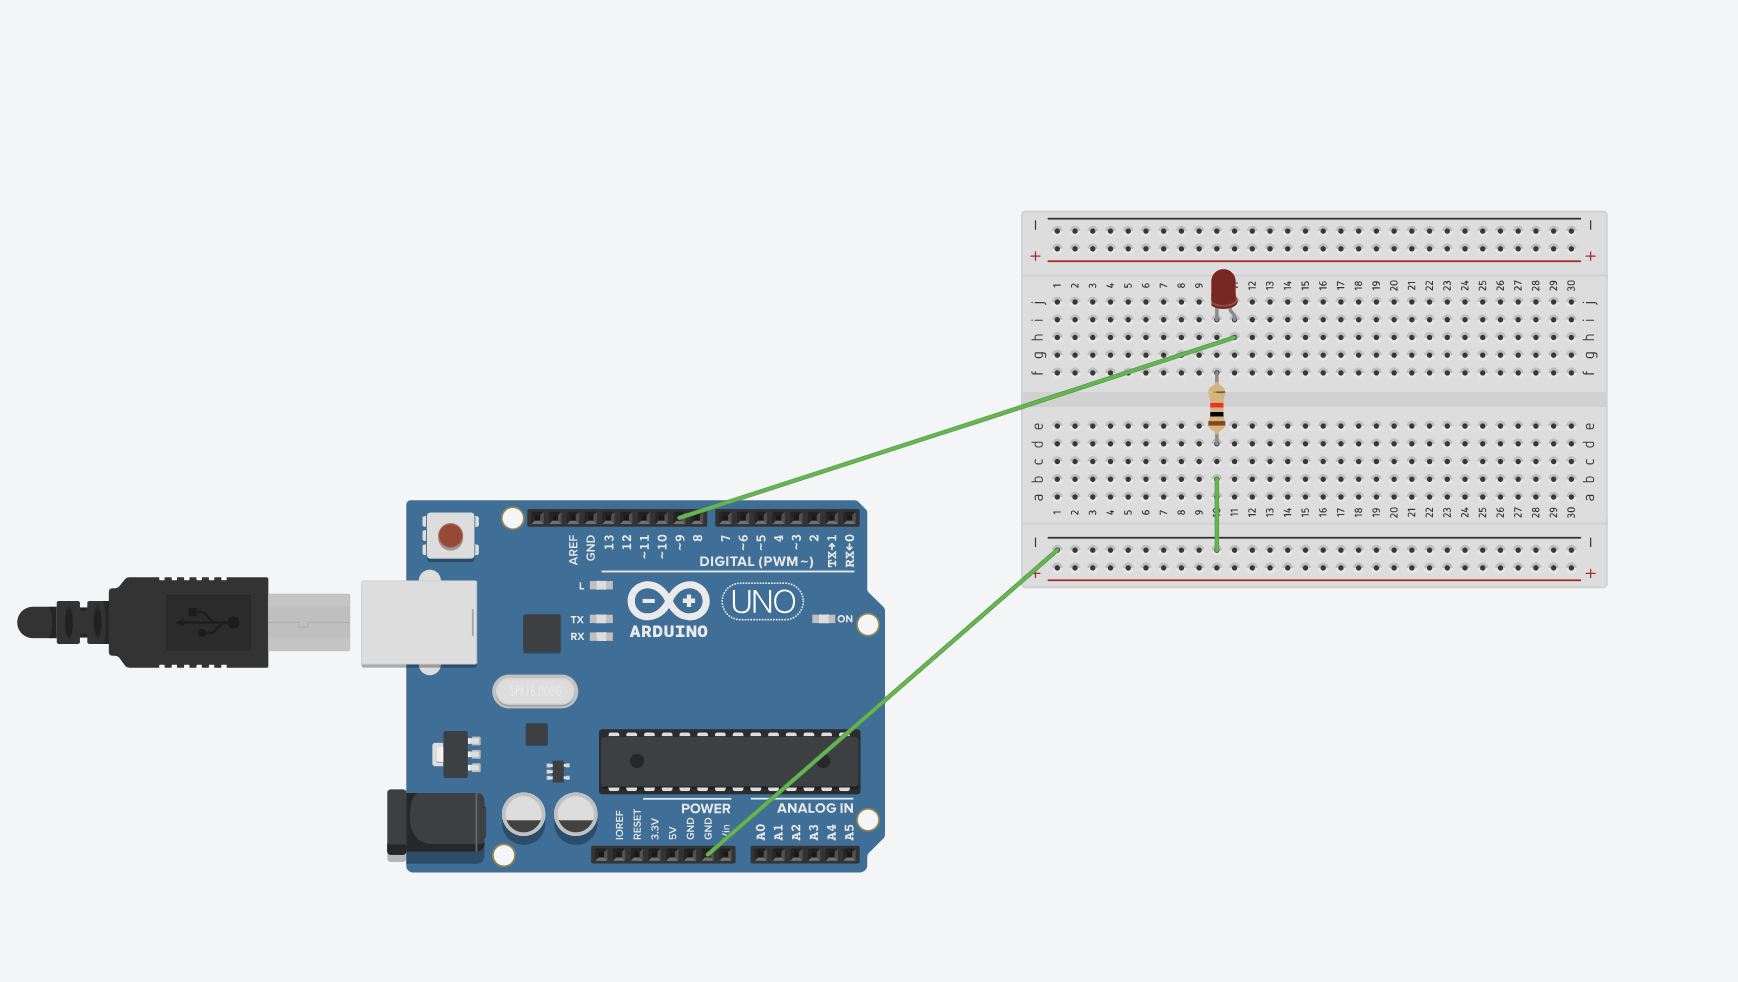 − −
+ +
1 2 3 4 5 6 7 8 9 12 13 14 15 16 17 18 19 20 21 22 23 24 25 26 27 28 29 30
j j
i i
h h
g g
f f
e e
d d
c c
b b
a a
1 2 3 4 5 6 7 8 9 10 11 12 13 14 15 16 17 18 19 20 21 22 23 24 25 26 27 28 29 30
− −
+ +
AREF GND 13 12 ~11 ~10 ~9 8 7 ~6 ~5 4 ~3 2 TX→1 RX←0
DIGITAL (PWM~)
L
UNO
TX ON
RX ARDUINO
SPK16.000G
POWER ANALOG IN
IOREF RESET 3.3V 5V GND GND Vin A0 A1 A2 A3 A4 A5